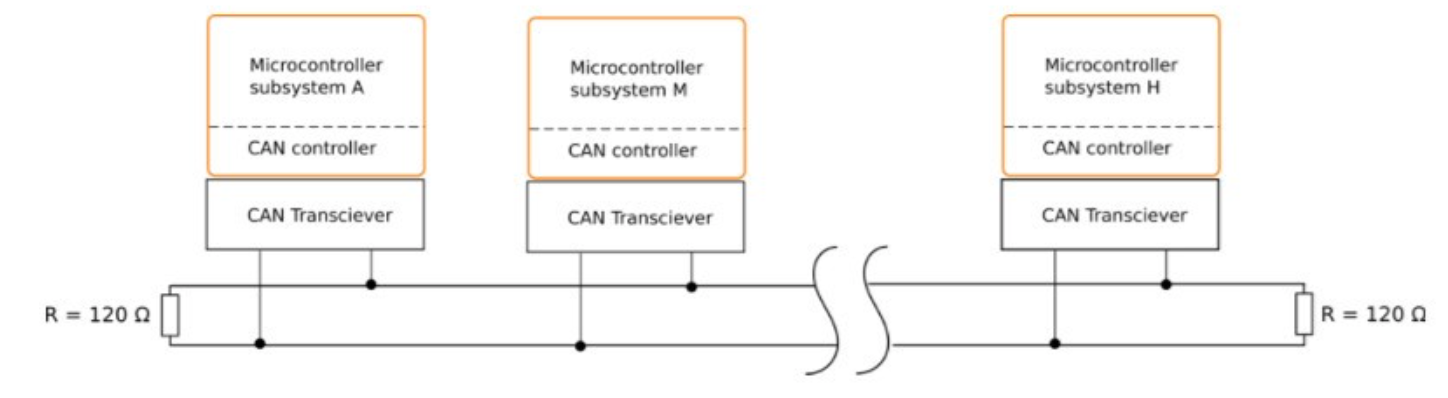 Microcontroller
subsystem A
CAN controller
CAN Transciever
Microcontroller
subsystem M
CAN controller
CAN Transciever
Microcontroller
subsystem H
CAN controller
CAN Transciever
R = 120 Ω
R = 120 Ω